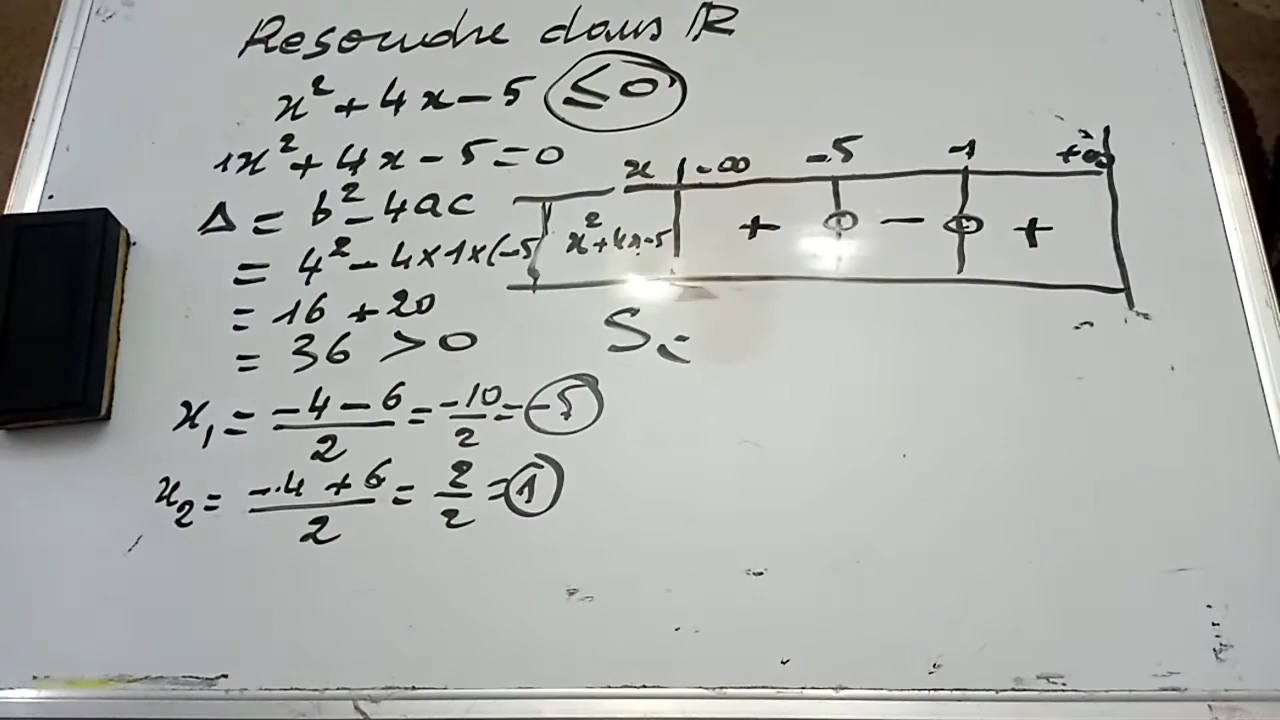 Resoudre dans ℝ
x² + 4x - 5 ≤ 0
1x² + 4x - 5 = 0
Δ = b² - 4ac
= 4² - 4×1×(-5
= 16 + 20
= 36 > 0
x₁ = (-4 - 6)/2 = -10/2 = -5
x₂ = (-4 + 6)/2 = 2/2 = 1
x -∞ -5 1 +∞
x² + 4x - 5 + 0 - 0 +
S =